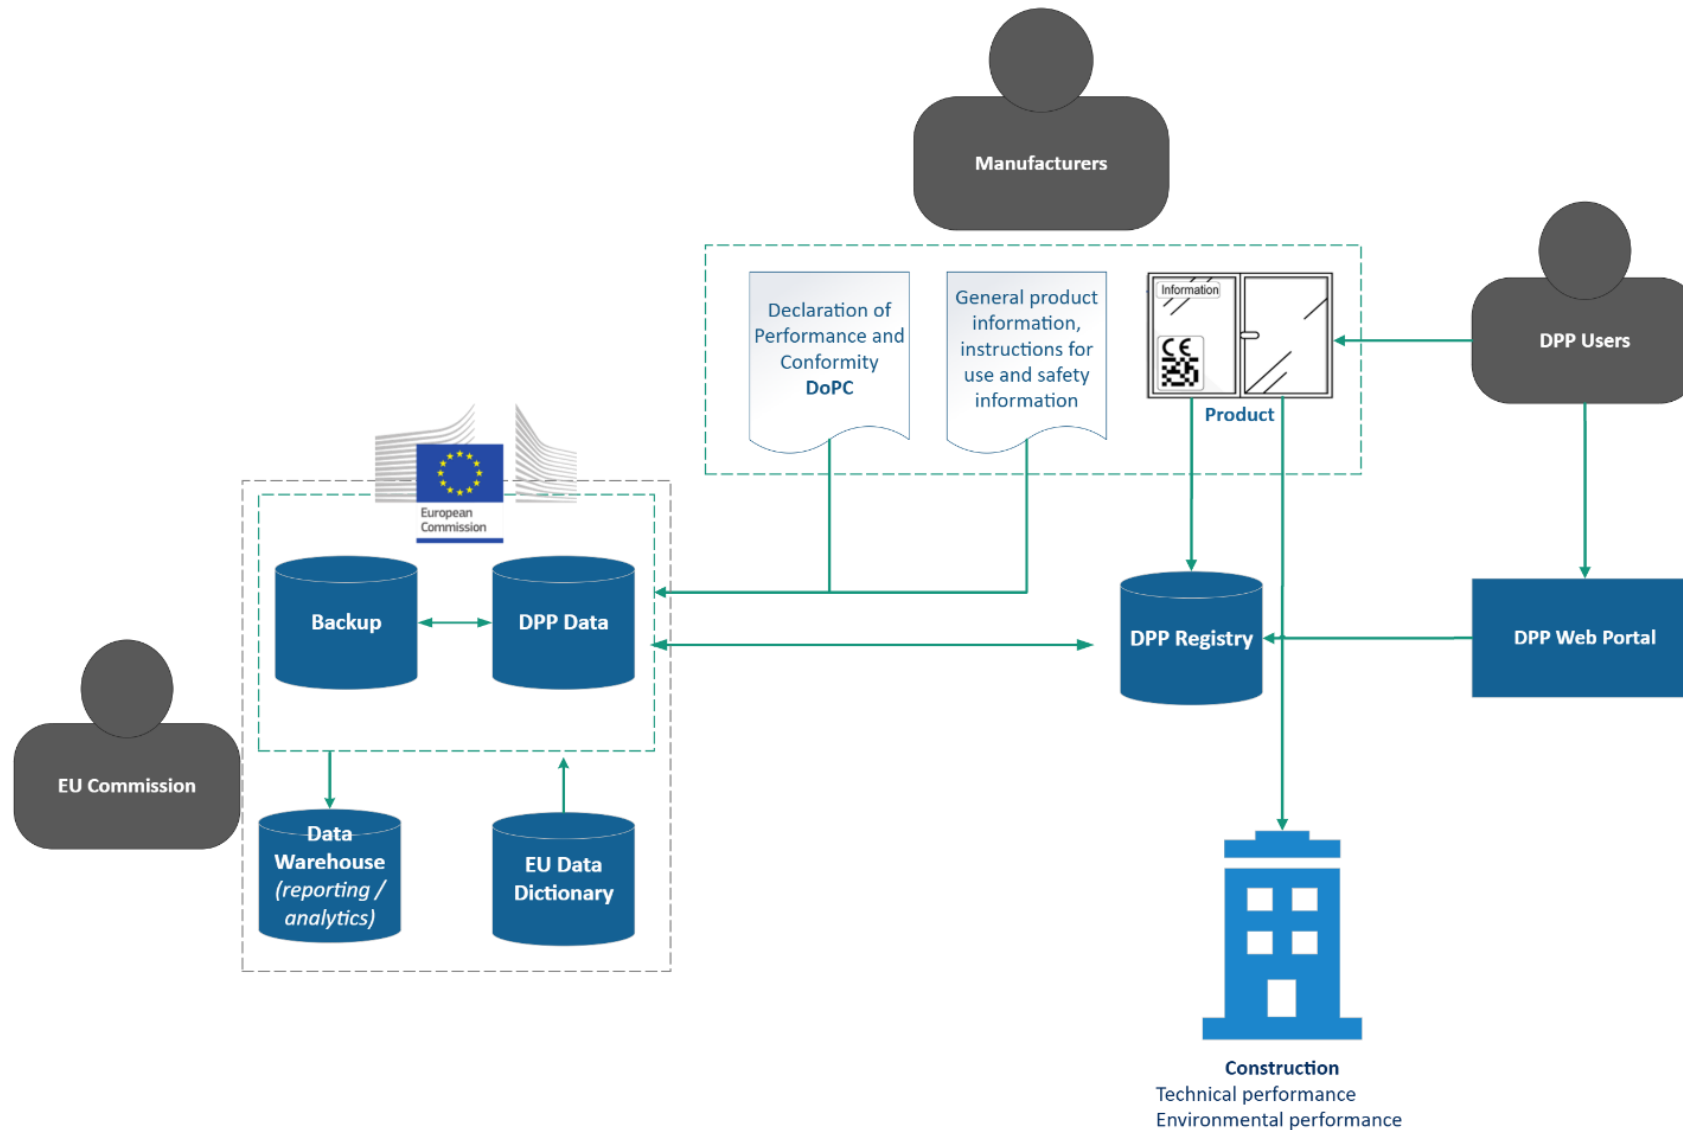 Manufacturers
Declaration of
Performance and
Conformity
DoPC
General product
information,
instructions for
use and safety
information
Information
CE
Product
DPP Users
European
Commission
Backup
DPP Data
DPP Registry
DPP Web Portal
EU Commission
Data
Warehouse
(reporting /
analytics)
EU Data
Dictionary
Construction
Technical performance
Environmental performance